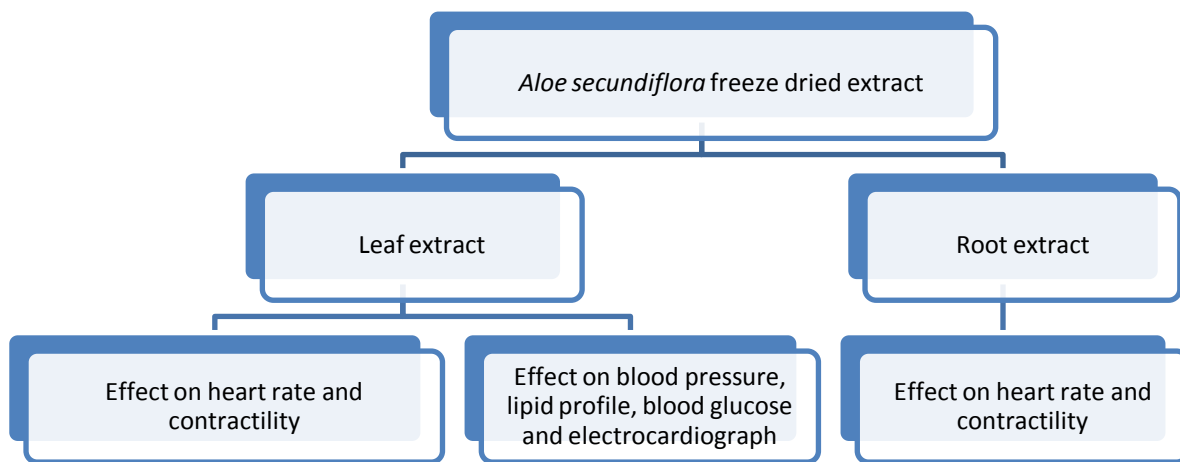 Aloe secundiflora freeze dried extract
Leaf extract
Root extract
Effect on heart rate and
contractility
Effect on blood pressure,
lipid profile, blood glucose
and electrocardiograph
Effect on heart rate and
contractility